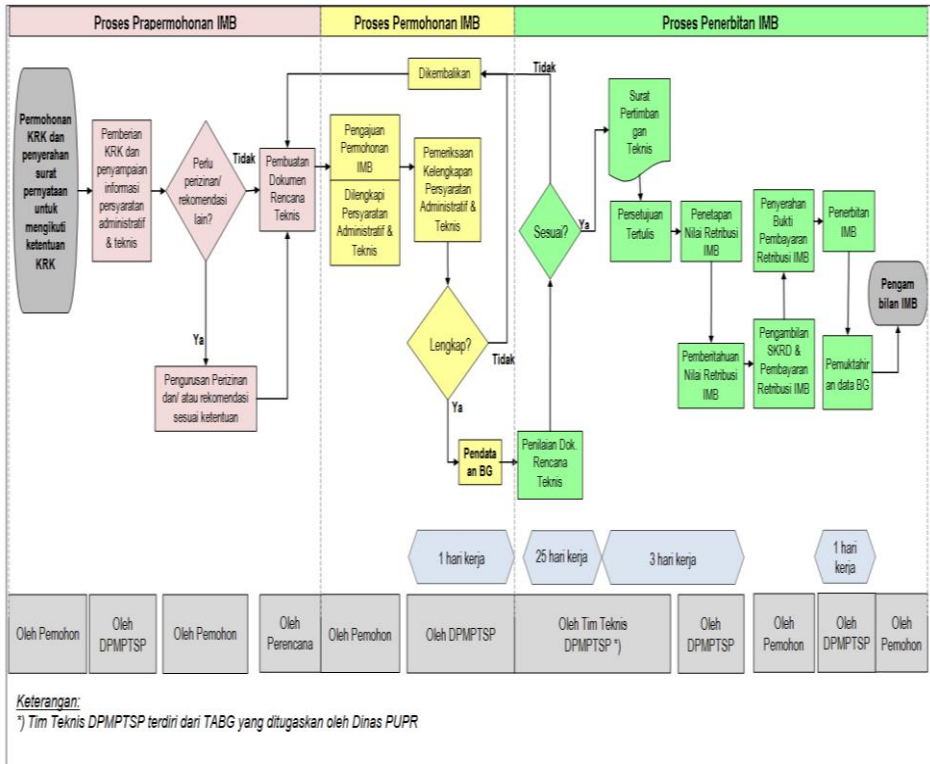 Proses Prapermohonan IMB
Proses Permohonan IMB
Proses Penerbitan IMB
Permohonan
KRK dan
penyerahan
surat
pernyataan
untuk
mengikuti
ketentuan
KRK
Pemberian
KRK dan
penyampaian
informasi
persyaratan
administratif
& teknis
Perlu
perizinan/
rekomendasi
lain?
Tidak
Ya
Pengurusan Perizinan
dan/ atau rekomendasi
sesuai ketentuan
Pembuatan
Dokumen
Rencana
Teknis
Dikembalikan
Pengajuan
Permohonan
IMB
Dilengkapi
Persyaratan
Administratif &
Teknis
Pemeriksaan
Kelengkapan
Persyaratan
Administratif &
Teknis
Lengkap?
Tidak
Ya
Pendata
an BG
Tidak
Sesuai?
Ya
Penilaian Dok.
Rencana
Teknis
Surat
Pertimban
gan
Teknis
Persetujuan
Tertulis
Penetapan
Nilai Retribusi
IMB
Pemberitahuan
Nilai Retribusi
IMB
Penyerahan
Bukti
Pembayaran
Retribusi IMB
Pengambilan
SKRD &
Pembayaran
Retribusi IMB
Penerbitan
IMB
Pemuktahir
an data BG
Pengam
bilan IMB
1 hari kerja
25 hari kerja
3 hari kerja
1 hari
kerja
Oleh Pemohon
Oleh
DPMPTSP
Oleh Pemohon
Oleh
Perencana
Oleh Pemohon
Oleh DPMPTSP
Oleh Tim Teknis
DPMPTSP *)
Oleh
DPMPTSP
Oleh
Pemohon
Oleh
DPMPTSP
Oleh
Pemohon
Keterangan:
*) Tim Teknis DPMPTSP terdiri dari TABG yang ditugaskan oleh Dinas PUPR